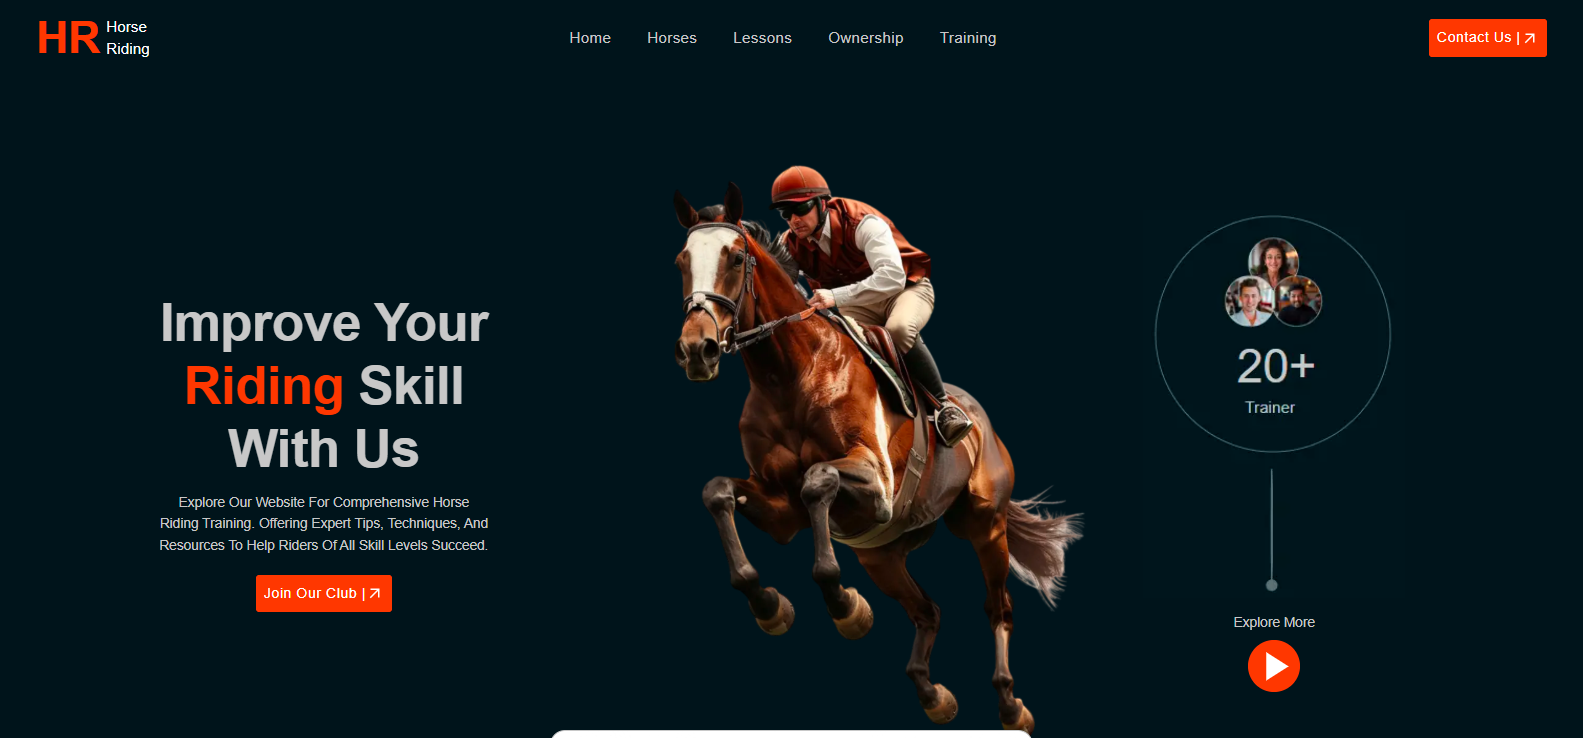 HR Horse
Riding
Home Horses Lessons Ownership Training
Contact Us |
Improve Your
Riding Skill
With Us
Explore Our Website For Comprehensive Horse
Riding Training. Offering Expert Tips, Techniques, And
Resources To Help Riders Of All Skill Levels Succeed.
Join Our Club |
20+
Trainer
Explore More